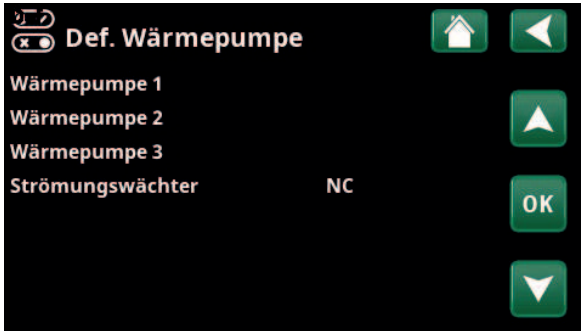 Def. Wärmepumpe
Wärmepumpe 1
Wärmepumpe 2
Wärmepumpe 3
Strömungswächter NC
OK